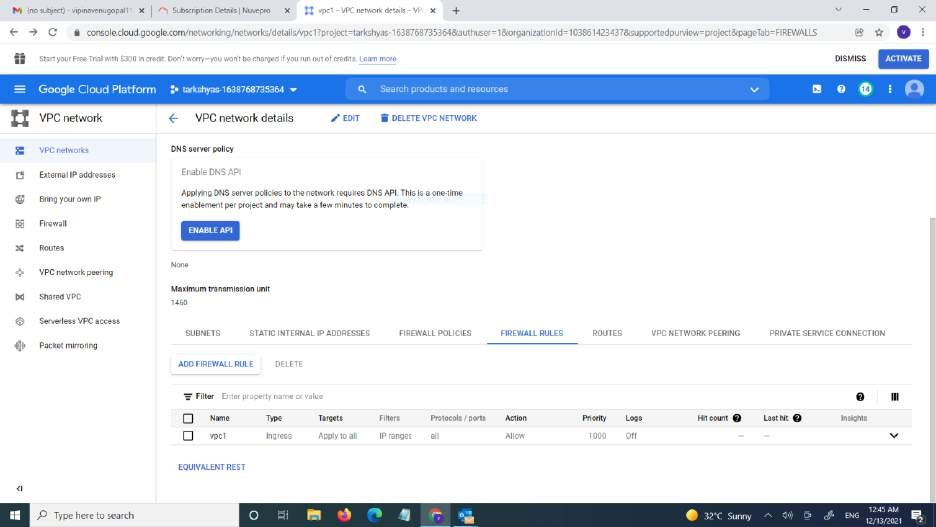 (no subject) - vipinavenugopal11
Subscription Details | Nuvepro
vpc1 – VPC network details – VP
console.cloud.google.com/networking/networks/details/vpc1?project=tarkshyas-1638768735364&authuser=1&organizationId=103861423437&supportedpurview=project&pageTab=FIREWALLS
V
Start your Free Trial with $300 in credit. Don't worry—you won't be charged if you run out of credits. Learn more
DISMISS
ACTIVATE
Google Cloud Platform
tarkshyas-1638768735364
Search products and resources
14
VPC network
VPC network details
EDIT
DELETE VPC NETWORK
VPC networks
External IP addresses
Bring your own IP
Firewall
Routes
VPC network peering
Shared VPC
Serverless VPC access
Packet mirroring
DNS server policy
Enable DNS API
Applying DNS server policies to the network requires DNS API. This is a one-time
enablement per project and may take a few minutes to complete.
ENABLE API
None
Maximum transmission unit
1460
SUBNETS STATIC INTERNAL IP ADDRESSES FIREWALL POLICIES FIREWALL RULES ROUTES VPC NETWORK PEERING PRIVATE SERVICE CONNECTION
ADD FIREWALL RULE DELETE
Filter Enter property name or value
Name Type Targets Filters Protocols / ports Action Priority Logs Hit count Last hit Insights
vpc1 Ingress Apply to all IP ranges all Allow 1000 Off – –
EQUIVALENT REST
Type here to search
32°C Sunny
ENG
12:45 AM
12/13/2021
2